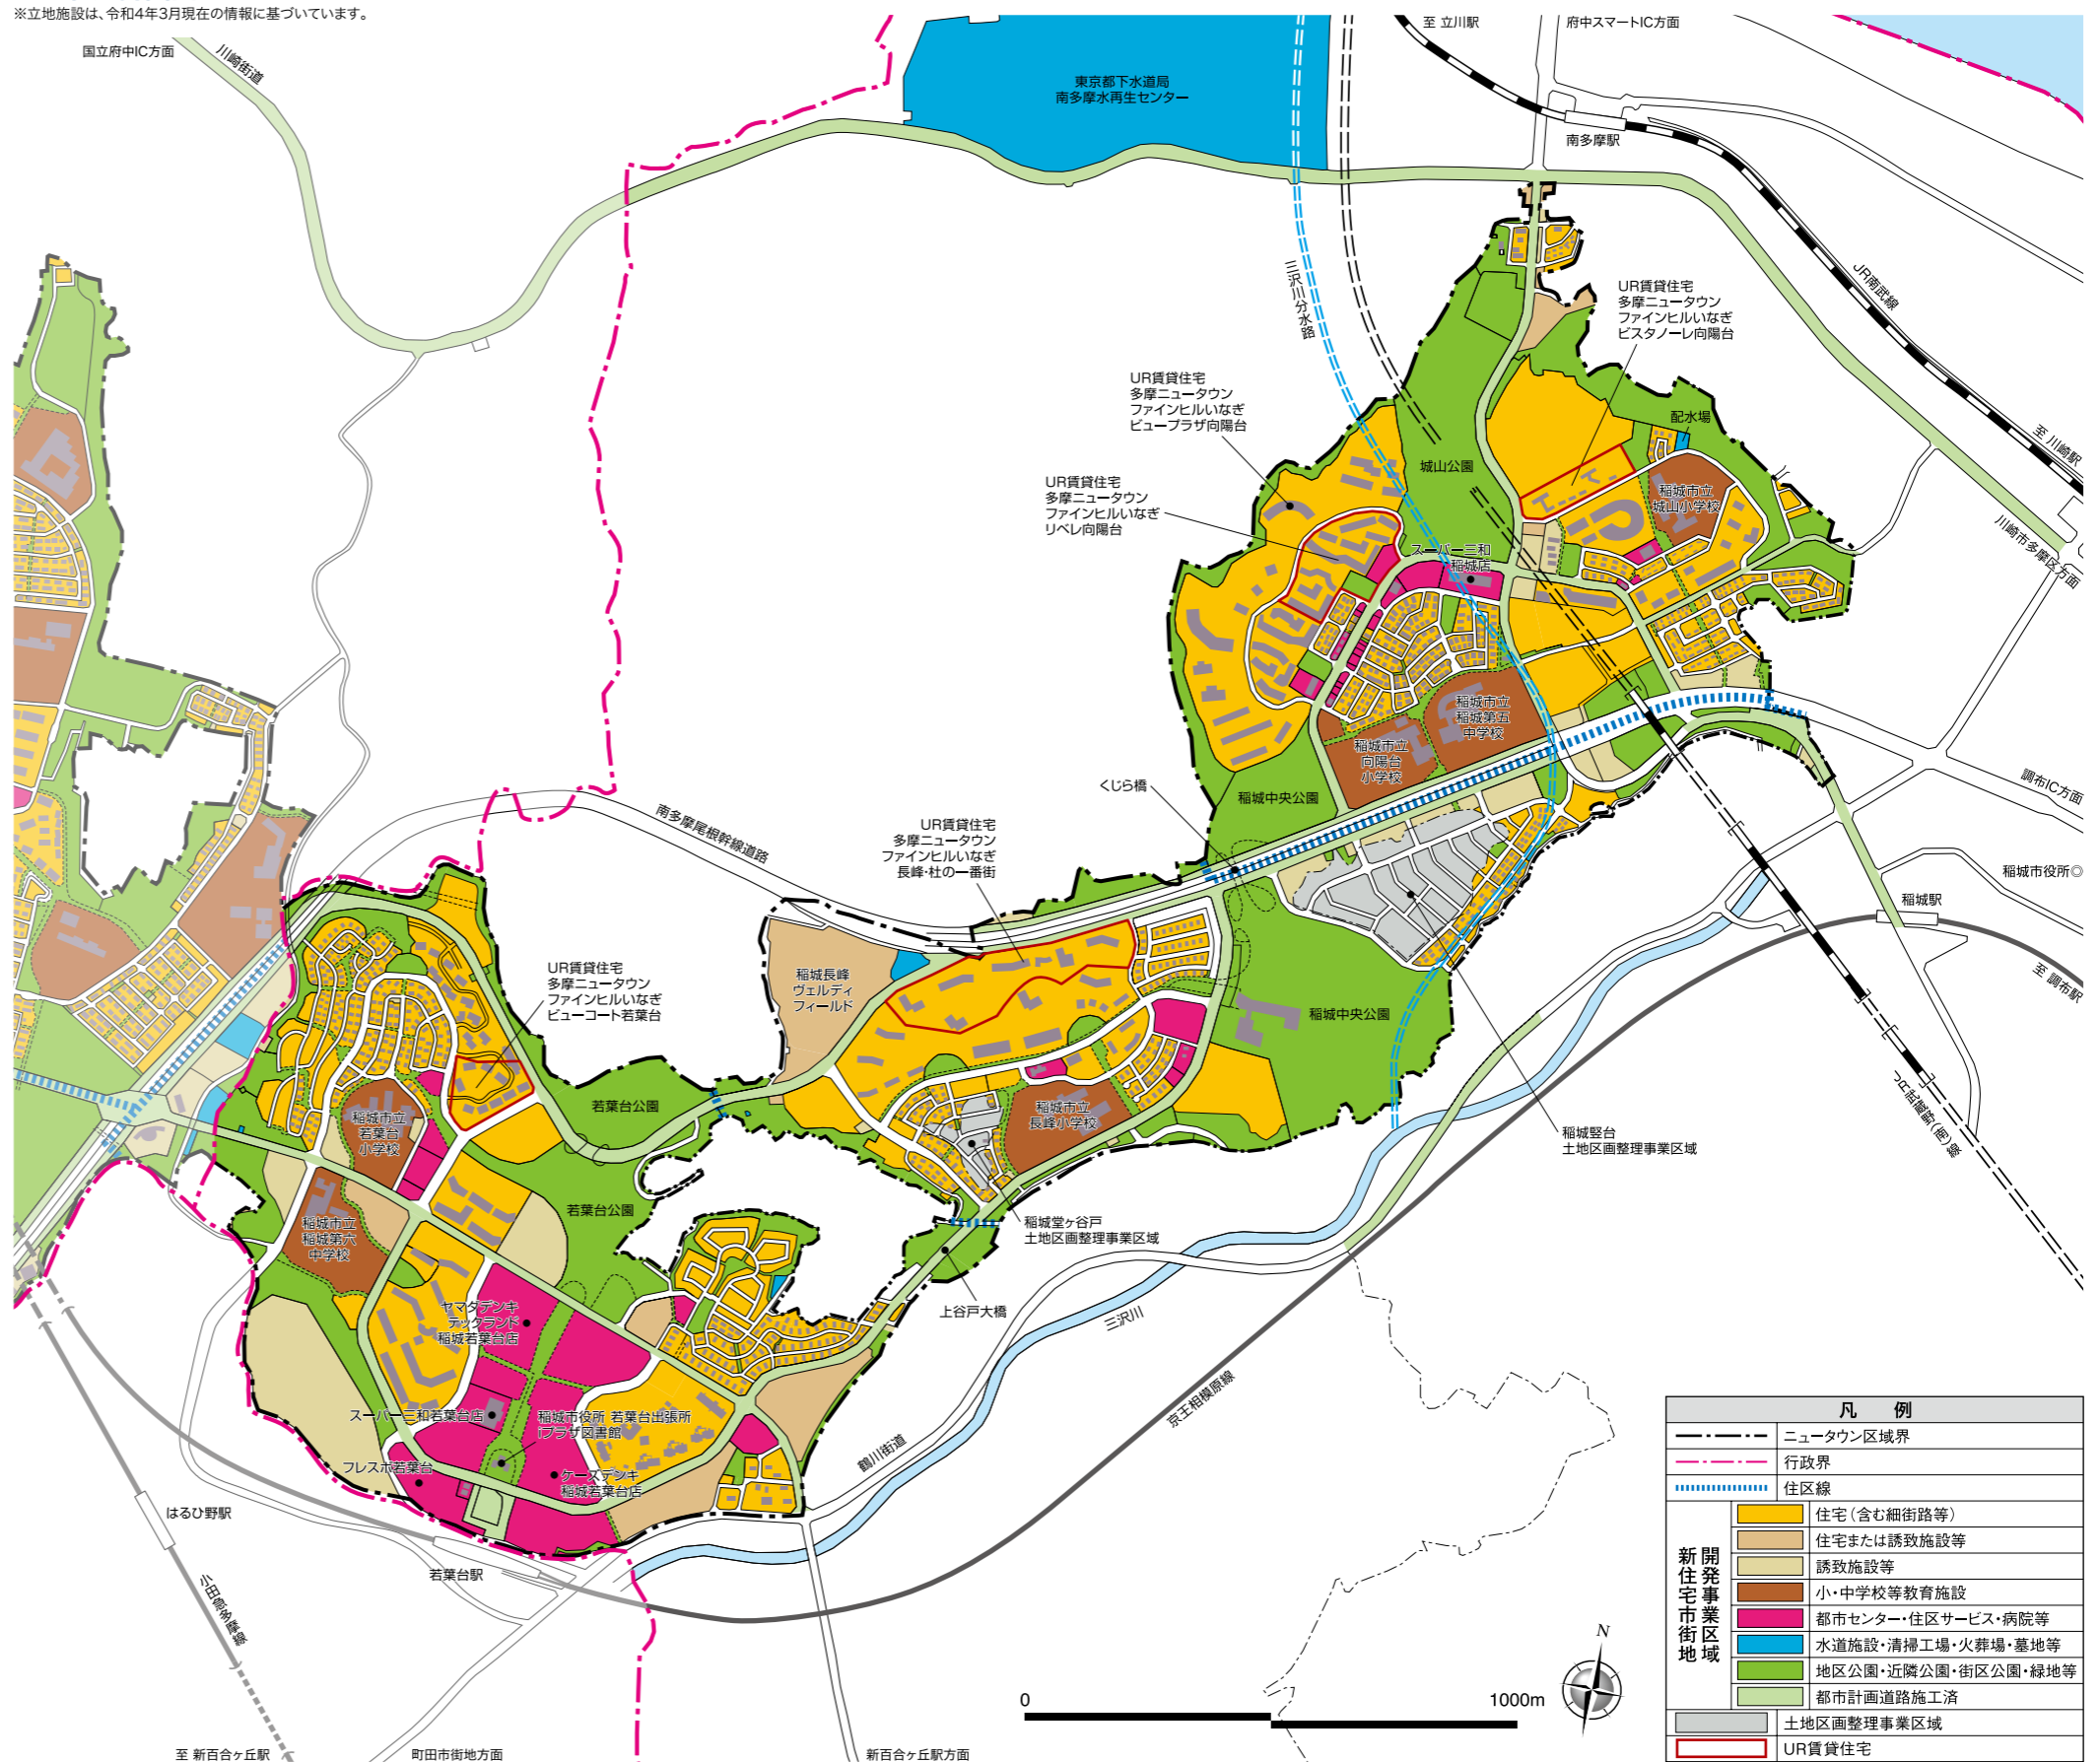 ※立地施設は、令和4年3月現在の情報に基づいています。
国立府中IC方面
川崎街道
東京都下水道局
南多摩水再生センター
至 立川駅
府中スマートIC方面
南多摩駅
JR南武線
至 川崎駅
川崎市多摩区方面
三沢川分水路
UR賃貸住宅
多摩ニュータウン
ファインヒルいなぎ
ビスタノーレ向陽台
UR賃貸住宅
多摩ニュータウン
ファインヒルいなぎ
ビュープラザ向陽台
UR賃貸住宅
多摩ニュータウン
ファインヒルいなぎ
リベレ向陽台
配水場
城山公園
稲城市立
城山小学校
スーパー三和
稲城店
稲城市立
稲城第五
中学校
稲城市立
向陽台
小学校
くじら橋
稲城中央公園
南多摩尾根幹線道路
UR賃貸住宅
多摩ニュータウン
ファインヒルいなぎ
長峰・杜の一番街
調布IC方面
稲城市役所◎
稲城駅
至 調布駅
JR武蔵野(南)線
稲城長峰
ヴェルディ
フィールド
UR賃貸住宅
多摩ニュータウン
ファインヒルいなぎ
ビューコート若葉台
稲城中央公園
若葉台公園
稲城市立
長峰小学校
稲城市立
若葉台
小学校
稲城竪台
土地区画整理事業区域
若葉台公園
稲城市立
稲城第六
中学校
稲城堂ヶ谷戸
土地区画整理事業区域
上谷戸大橋
三沢川
ヤマダデンキ
テックランド
稲城若葉台店
京王相模原線
スーパー三和若葉台店
稲城市役所 若葉台出張所
iプラザ図書館
鶴川街道
フレスポ若葉台
ケーズデンキ
稲城若葉台店
はるひ野駅
若葉台駅
小田急多摩線
至 新百合ヶ丘駅
町田市街地方面
新百合ヶ丘駅方面
0
1000m
N
凡 例
ニュータウン区域界
行政界
住区線
新住宅市街地
開発事業区域
住宅(含む細街路等)
住宅または誘致施設等
誘致施設等
小・中学校等教育施設
都市センター・住区サービス・病院等
水道施設・清掃工場・火葬場・墓地等
地区公園・近隣公園・街区公園・緑地等
都市計画道路施工済
土地区画整理事業区域
UR賃貸住宅